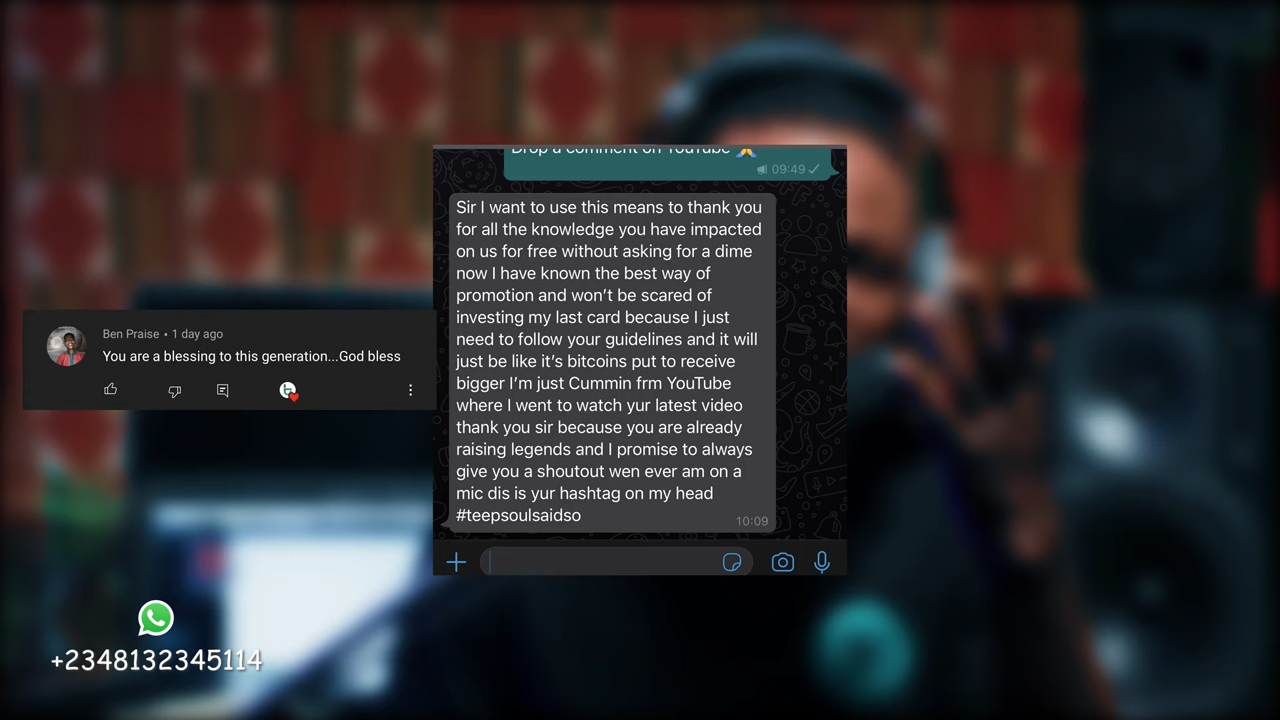 Drop a comment on YouTube 🙏
09:49
Sir I want to use this means to thank you
for all the knowledge you have impacted
on us for free without asking for a dime
now I have known the best way of
promotion and won't be scared of
investing my last card because I just
need to follow your guidelines and it will
just be like it's bitcoins put to receive
bigger I'm just Cummin frm YouTube
where I went to watch yur latest video
thank you sir because you are already
raising legends and I promise to always
give you a shoutout wen ever am on a
mic dis is yur hashtag on my head
#teepsoulsaidso
10:09
Ben Praise • 1 day ago
You are a blessing to this generation...God bless
+2348132345114